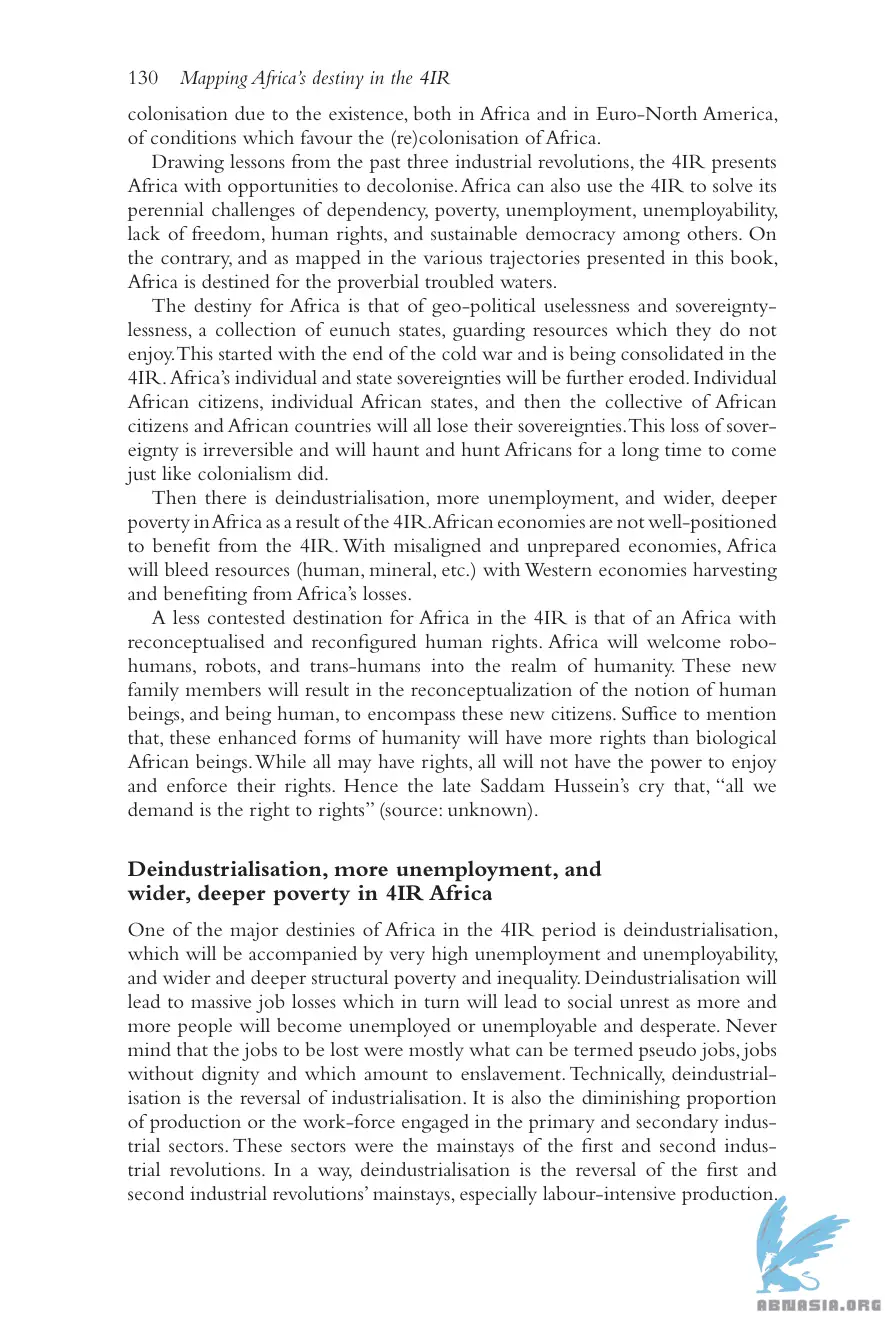 130 Mapping Africa's destiny in the 4IR
colonisation due to the existence, both in Africa and in Euro-North America,
of conditions which favour the (re)colonisation of Africa.
Drawing lessons from the past three industrial revolutions, the 4IR presents
Africa with opportunities to decolonise. Africa can also use the 4IR to solve its
perennial challenges of dependency, poverty, unemployment, unemployability,
lack of freedom, human rights, and sustainable democracy among others. On
the contrary, and as mapped in the various trajectories presented in this book,
Africa is destined for the proverbial troubled waters.
The destiny for Africa is that of geo-political uselessness and sovereignty-
lessness, a collection of eunuch states, guarding resources which they do not
enjoy. This started with the end of the cold war and is being consolidated in the
4IR. Africa's individual and state sovereignties will be further eroded. Individual
African citizens, individual African states, and then the collective of African
citizens and African countries will all lose their sovereignties. This loss of sover-
eignty is irreversible and will haunt and hunt Africans for a long time to come
just like colonialism did.
Then there is deindustrialisation, more unemployment, and wider, deeper
poverty in Africa as a result of the 4IR. African economies are not well-positioned
to benefit from the 4IR. With misaligned and unprepared economies, Africa
will bleed resources (human, mineral, etc.) with Western economies harvesting
and benefiting from Africa's losses.
A less contested destination for Africa in the 4IR is that of an Africa with
reconceptualised and reconfigured human rights. Africa will welcome robo-
humans, robots, and trans-humans into the realm of humanity. These new
family members will result in the reconceptualization of the notion of human
beings, and being human, to encompass these new citizens. Suffice to mention
that, these enhanced forms of humanity will have more rights than biological
African beings. While all may have rights, all will not have the power to enjoy
and enforce their rights. Hence the late Saddam Hussein's cry that, “all we
demand is the right to rights” (source: unknown).
Deindustrialisation, more unemployment, and
wider, deeper poverty in 4IR Africa
One of the major destinies of Africa in the 4IR period is deindustrialisation,
which will be accompanied by very high unemployment and unemployability,
and wider and deeper structural poverty and inequality. Deindustrialisation will
lead to massive job losses which in turn will lead to social unrest as more and
more people will become unemployed or unemployable and desperate. Never
mind that the jobs to be lost were mostly what can be termed pseudo jobs, jobs
without dignity and which amount to enslavement. Technically, deindustrial-
isation is the reversal of industrialisation. It is also the diminishing proportion
of production or the work-force engaged in the primary and secondary indus-
trial sectors. These sectors were the mainstays of the first and second indus-
trial revolutions. In a way, deindustrialisation is the reversal of the first and
second industrial revolutions' mainstays, especially labour-intensive production.
ABNASIA.ORG